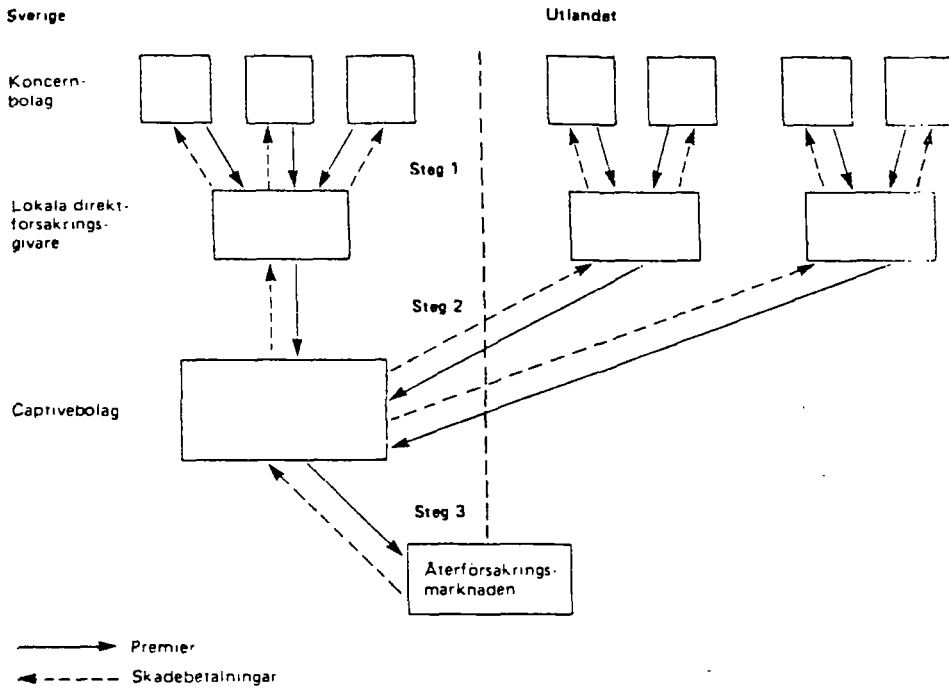 Sverige
Utlandet
Koncern-
bolag
Steg 1
Lokala direkt-
försäkrings-
givare
Steg 2
Captivebolag
Steg 3
Återförsäkrings-
marknaden
Premier
Skadebetalningar